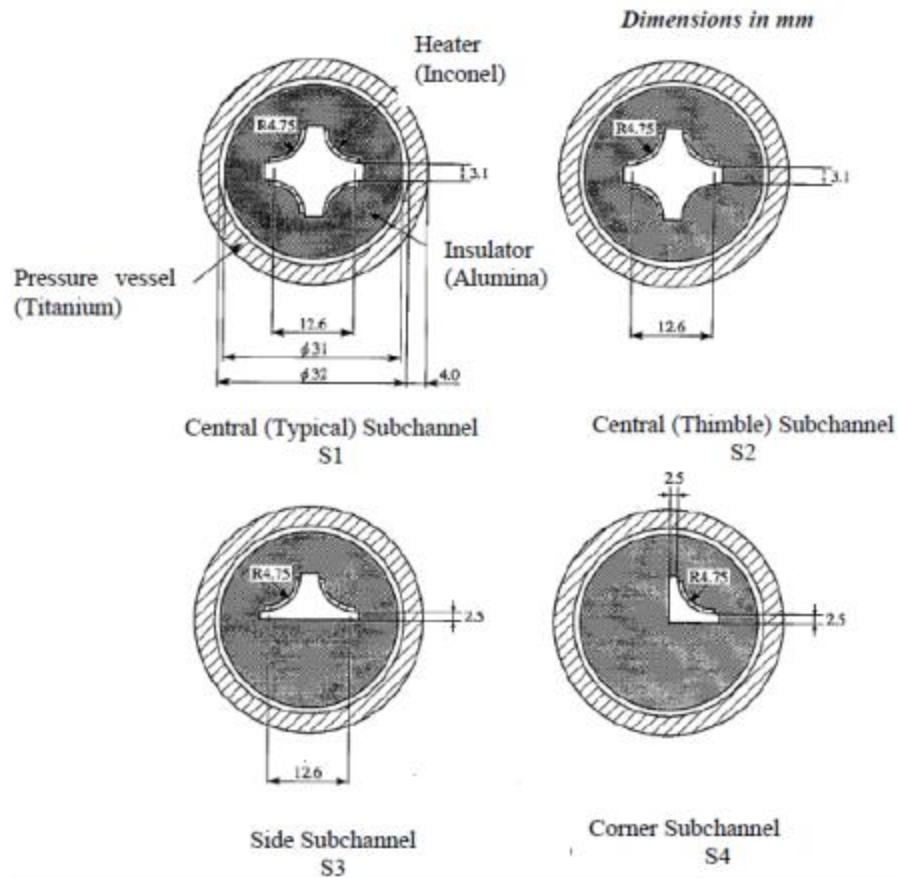 Dimensions in mm
Heater
(Inconel)
R4.75
3.1
Insulator
(Alumina)
Pressure vessel
(Titanium)
12.6
ϕ31
ϕ32
4.0
Central (Typical) Subchannel
S1
R4.75
3.1
12.6
Central (Thimble) Subchannel
S2
R4.75
2.5
12.6
Side Subchannel
S3
2.5
R4.75
2.5
Corner Subchannel
S4